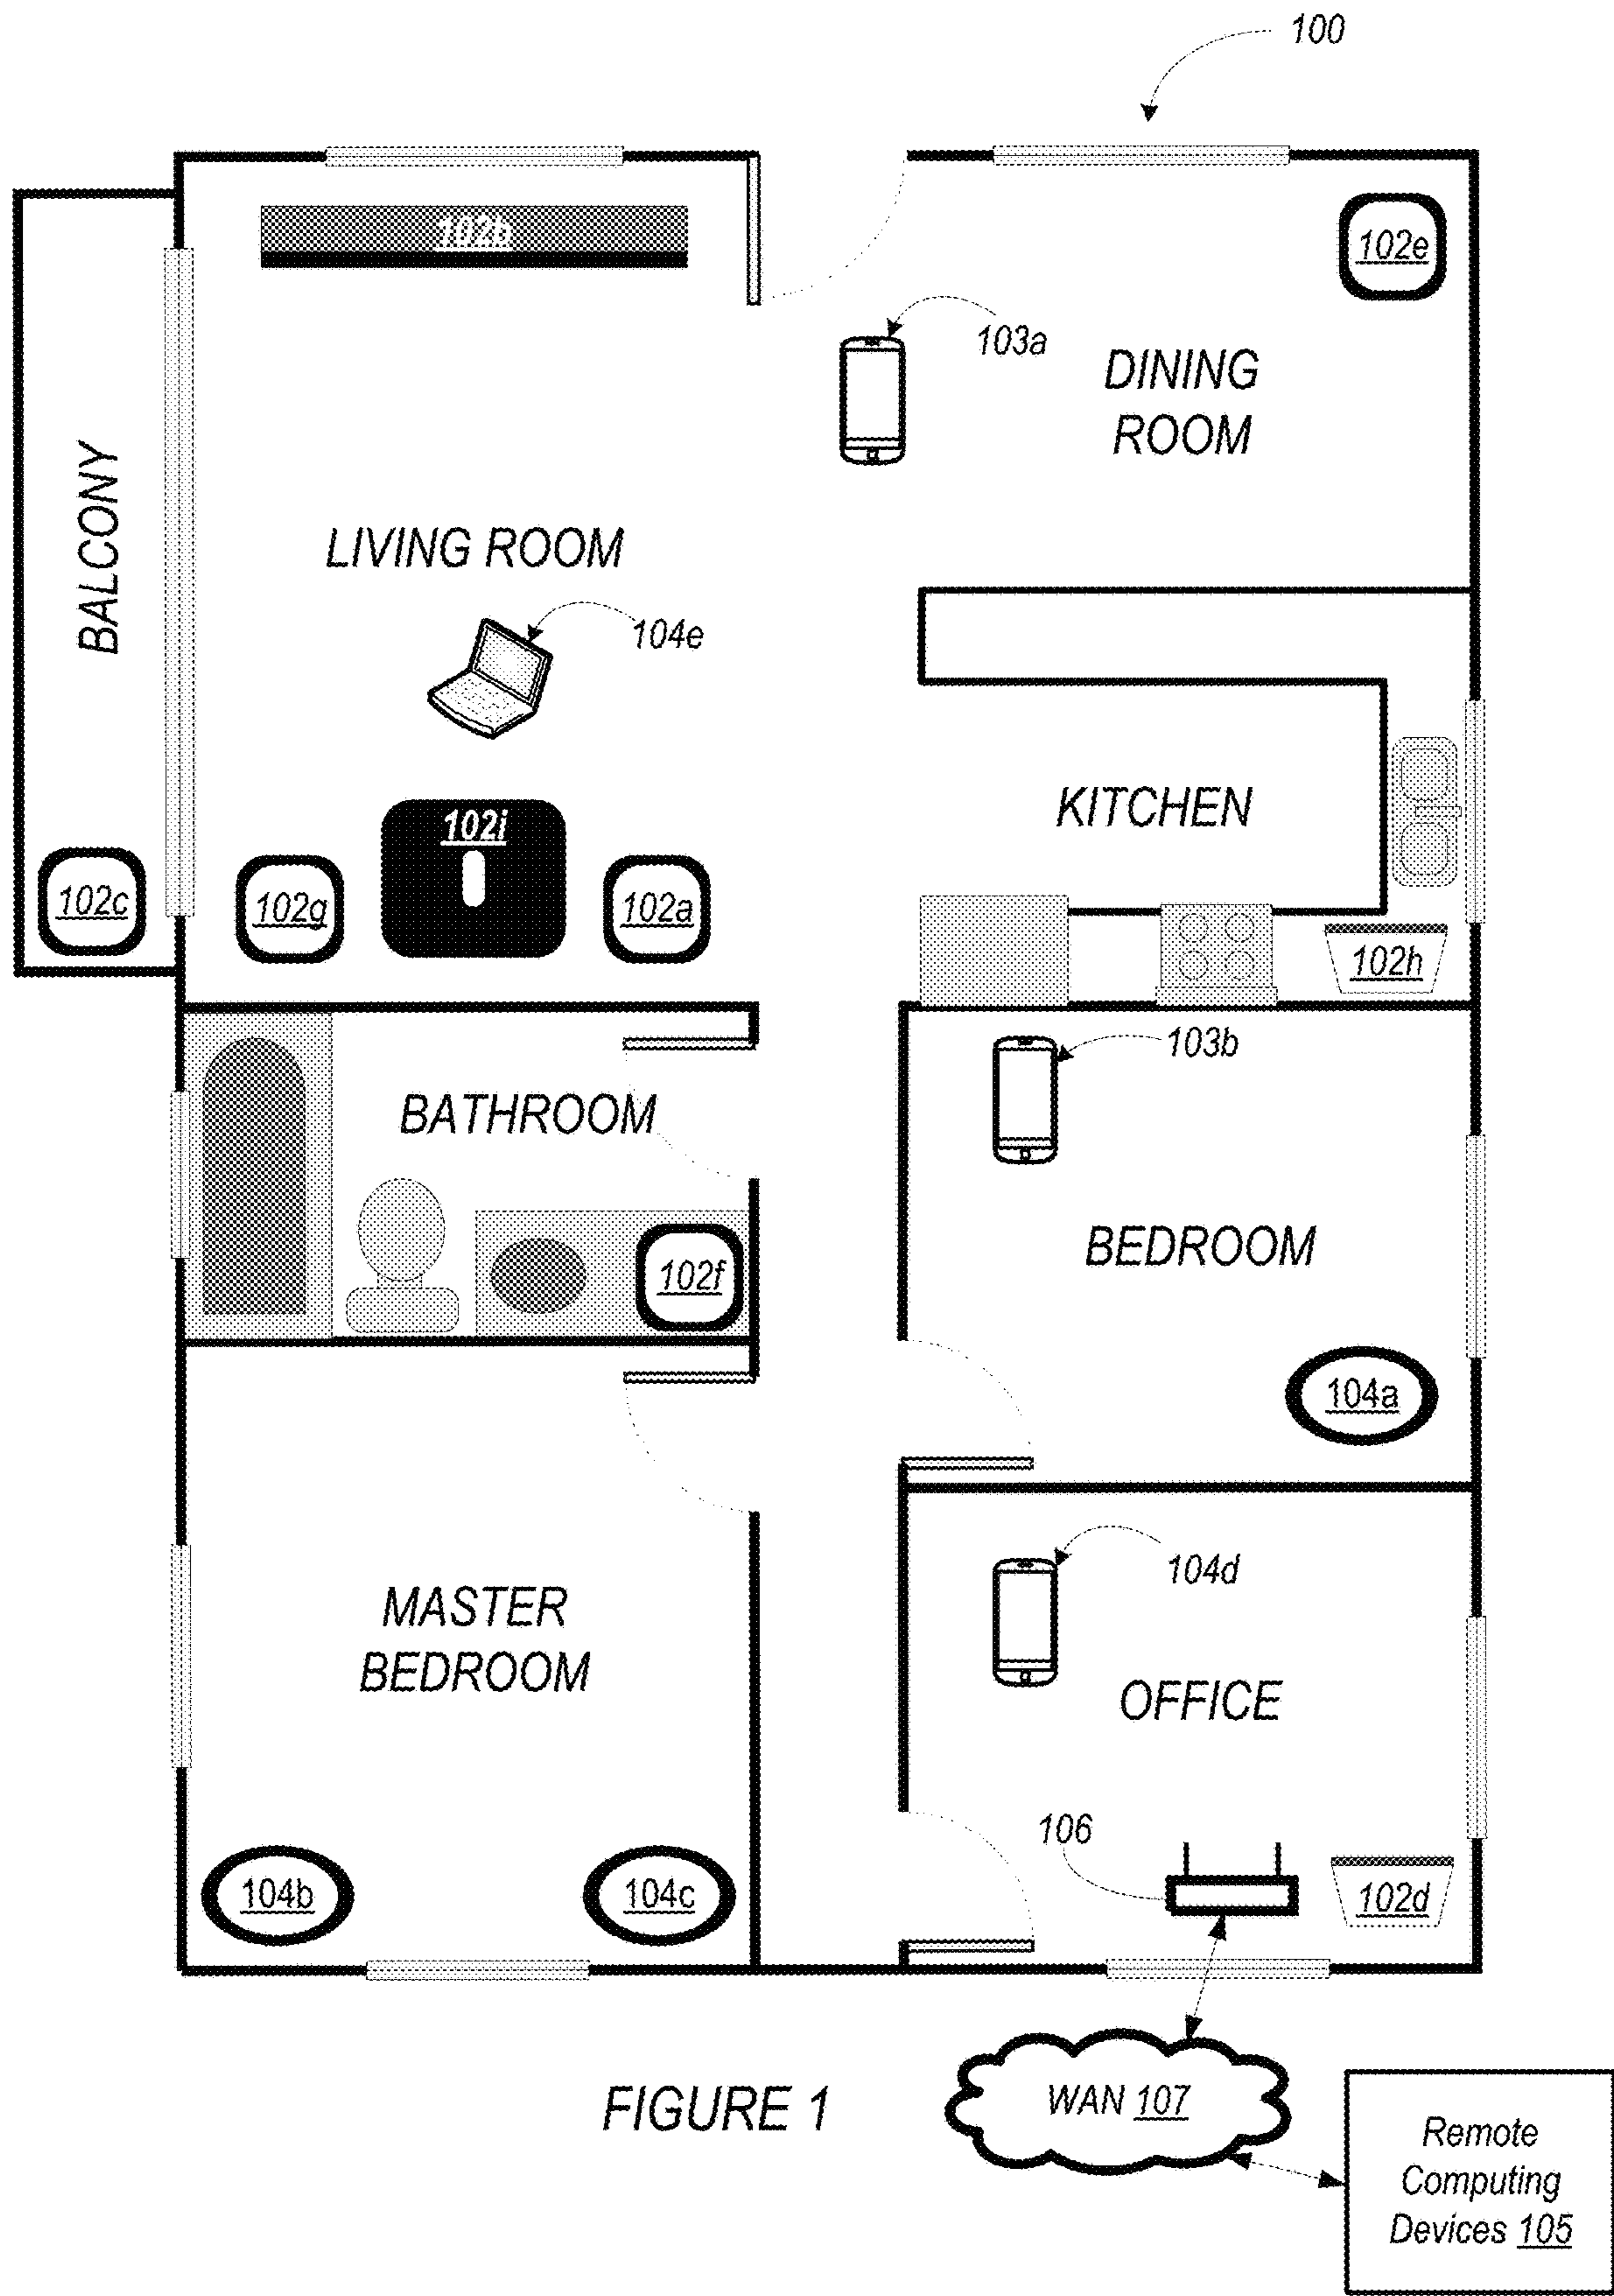 100
102b
102e
103a
DINING
ROOM
BALCONY
LIVING ROOM
104e
KITCHEN
102i
102c
102g
102a
102h
103b
BATHROOM
BEDROOM
102f
104a
104d
MASTER
BEDROOM
OFFICE
106
104b
104c
102d
FIGURE 1
WAN 107
Remote
Computing
Devices 105